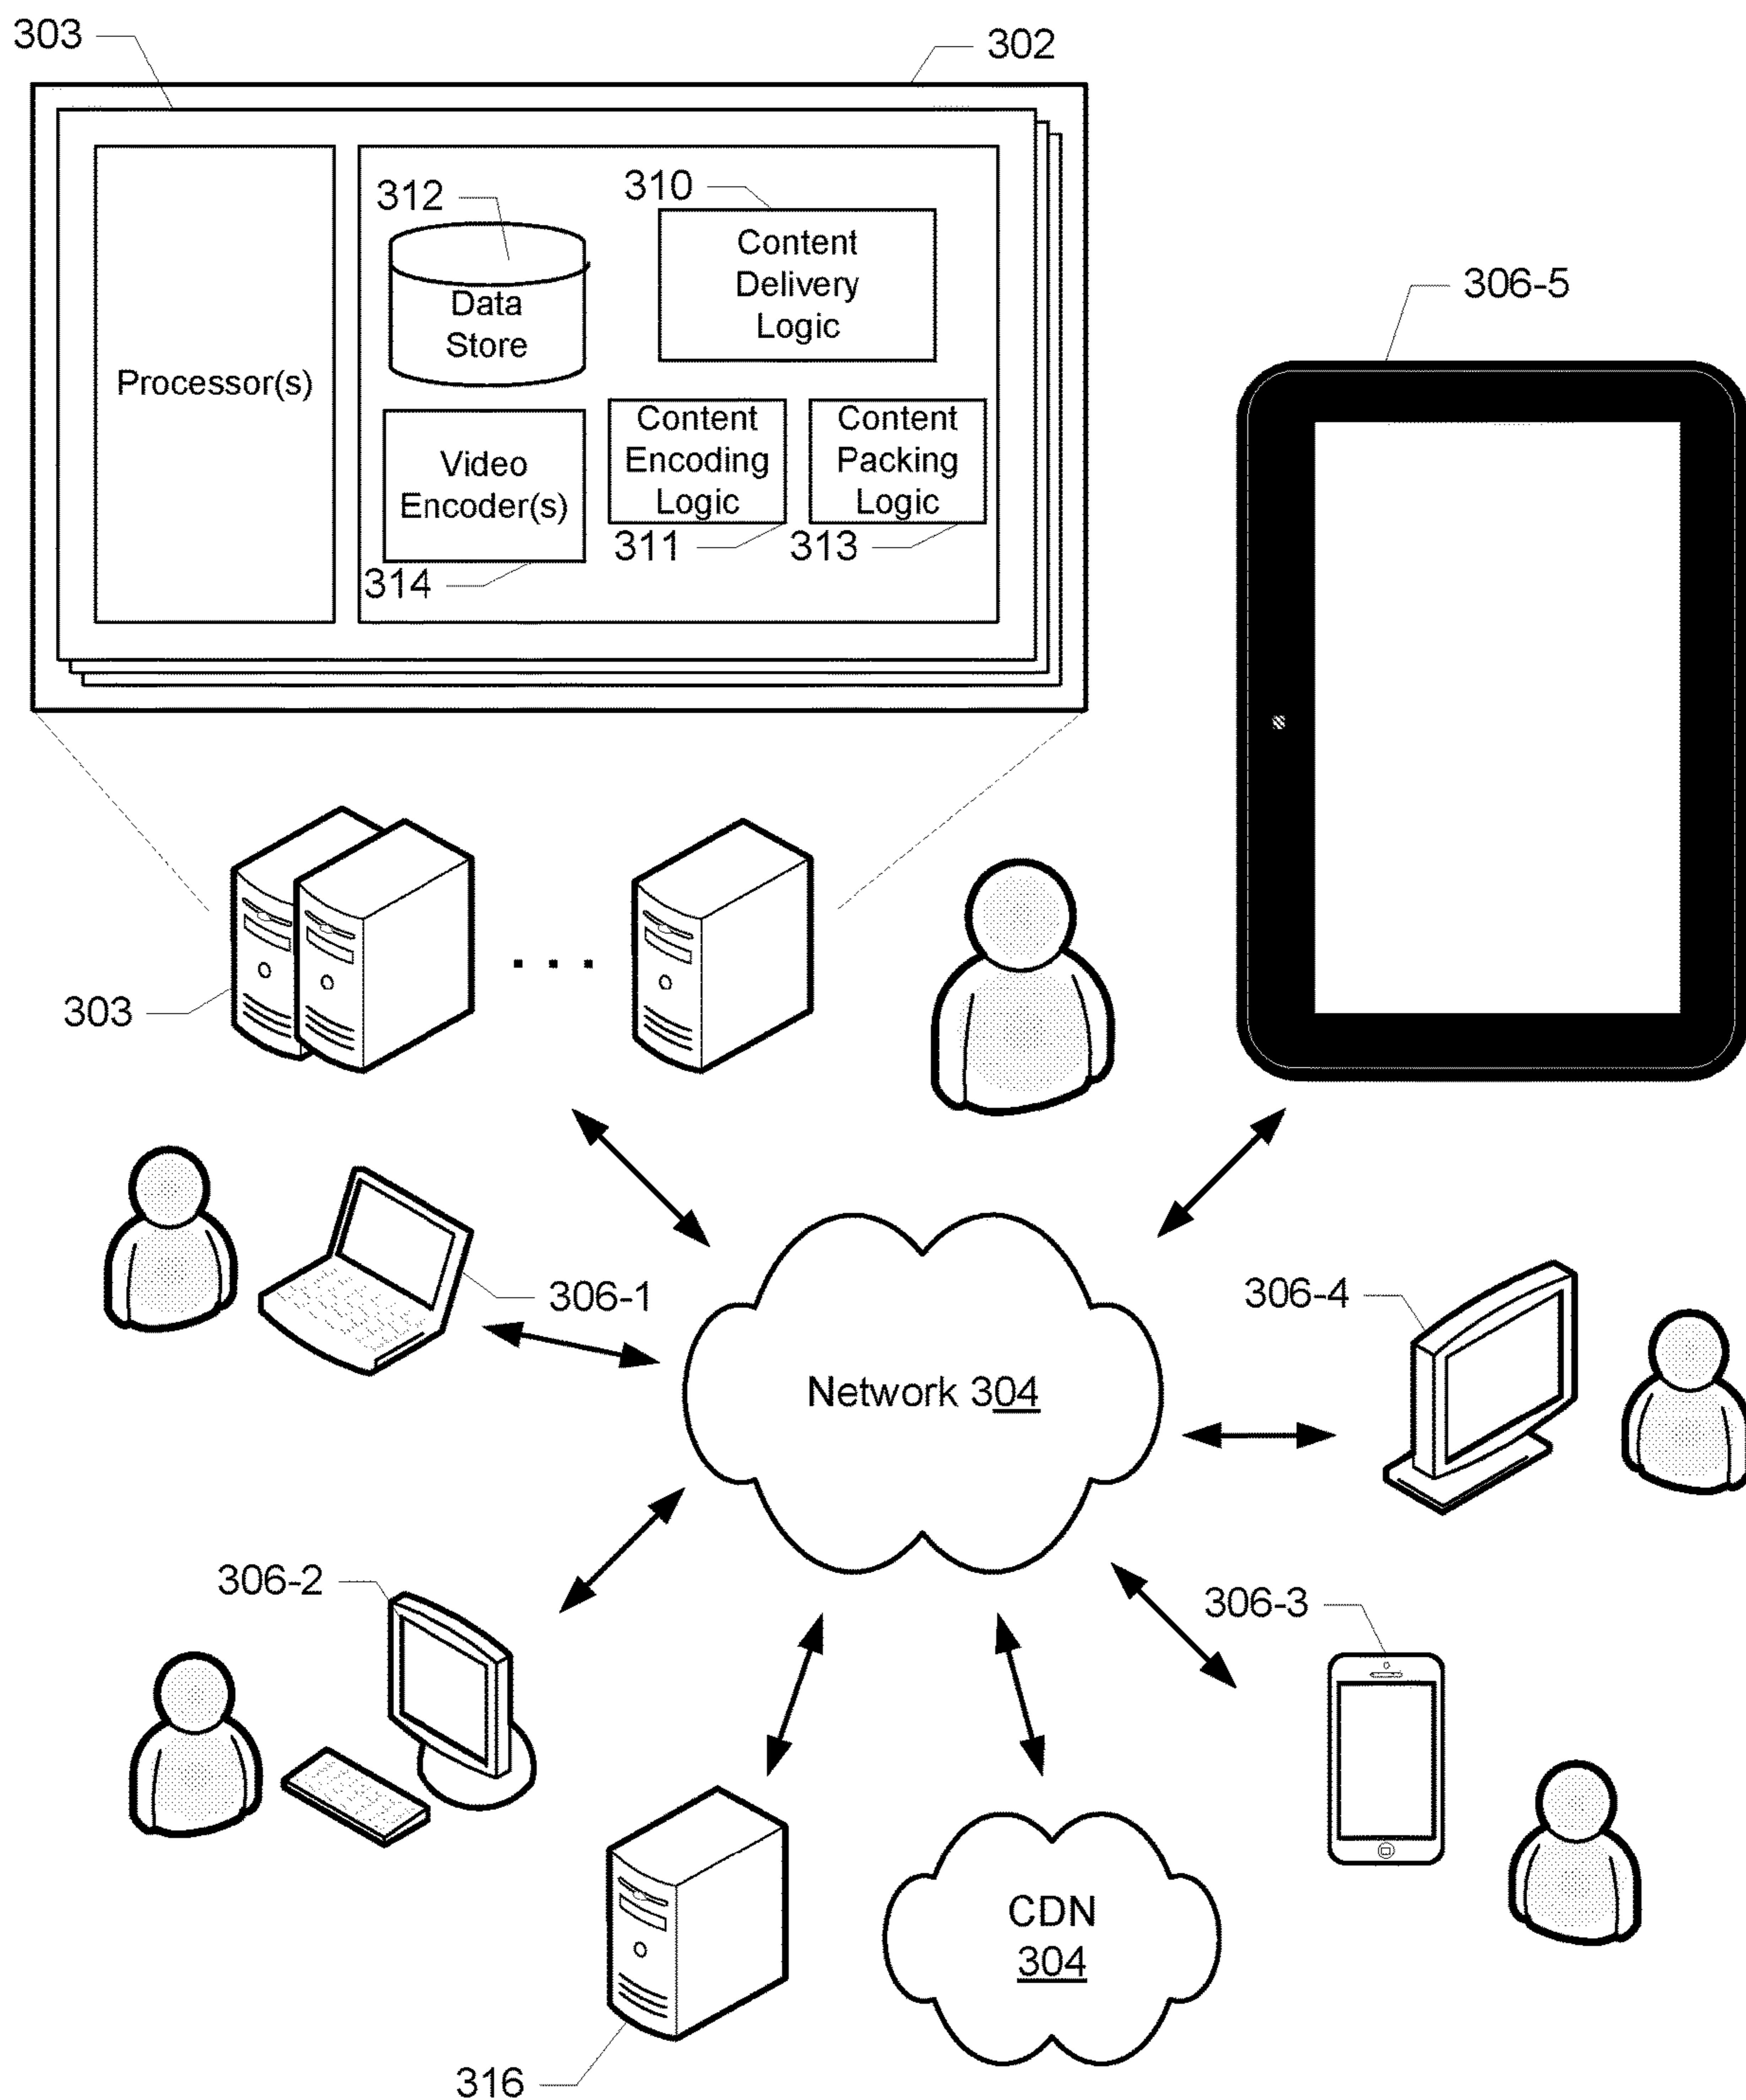 303
302
312
310
Content
Delivery
Logic
Data
Store
Processor(s)
306-5
Content
Encoding
Logic
Content
Packing
Logic
Video
Encoder(s)
311
313
314
303
. . .
306-1
306-4
Network 304
306-2
306-3
CDN
304
316